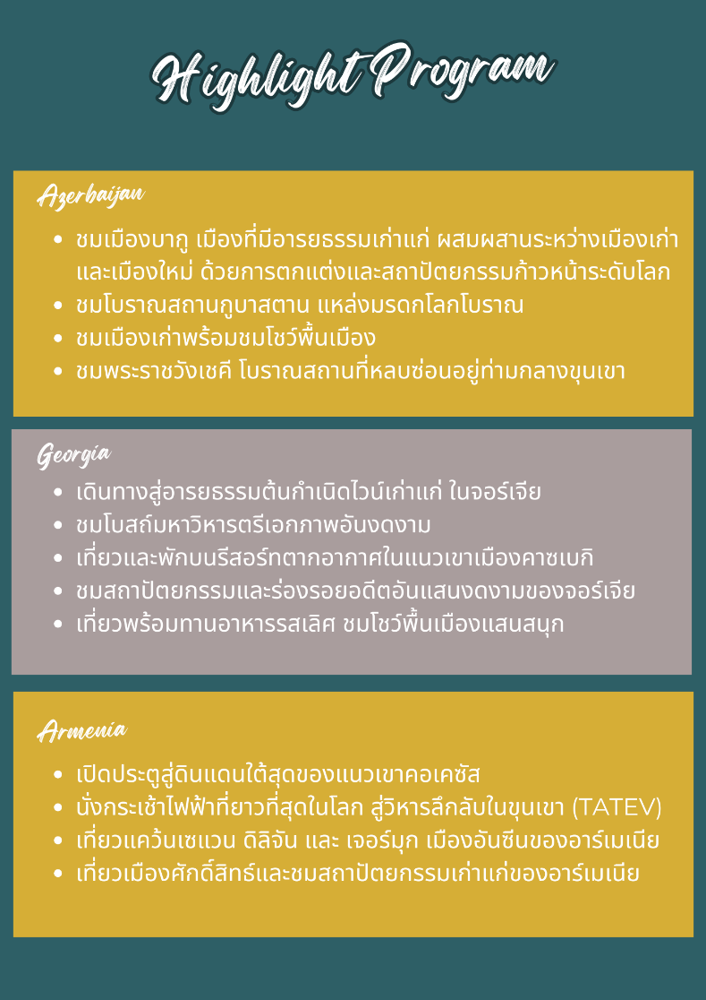 Highlight Program
Azerbaijan
• ชมเมืองบากู เมืองที่มีอารยธรรมเก่าแก่ ผสมผสานระหว่างเมืองเก่า
และเมืองใหม่ ด้วยการตกแต่งและสถาปัตยกรรมก้าวหน้าระดับโลก
• ชมโบราณสถานกูบาสตาน แหล่งมรดกโลกโบราณ
• ชมเมืองเก่าพร้อมชมโชว์พื้นเมือง
• ชมพระราชวังเชคี โบราณสถานที่หลบซ่อนอยู่ท่ามกลางขุนเขา
Georgia
• เดินทางสู่อารยธรรมต้นกำเนิดไวน์เก่าแก่ ในจอร์เจีย
• ชมโบสถ์มหาวิหารตรีเอกภาพอันงดงาม
• เที่ยวและพักบนรีสอร์ทตากอากาศในแนวเขาเมืองคาซเบกิ
• ชมสถาปัตยกรรมและร่องรอยอดีตอันแสนงดงามของจอร์เจีย
• เที่ยวพร้อมทานอาหารรสเลิศ ชมโชว์พื้นเมืองแสนสนุก
Armenia
• เปิดประตูสู่ดินแดนใต้สุดของแนวเขาคอเคซัส
• นั่งกระเช้าไฟฟ้าที่ยาวที่สุดในโลก สู่วิหารลึกลับในขุนเขา (TATEV)
• เที่ยวแคว้นเซแวน ดิลิจัน และ เจอร์มุก เมืองอันซีนของอาร์เมเนีย
• เที่ยวเมืองศักดิ์สิทธ์และชมสถาปัตยกรรมเก่าแก่ของอาร์เมเนีย